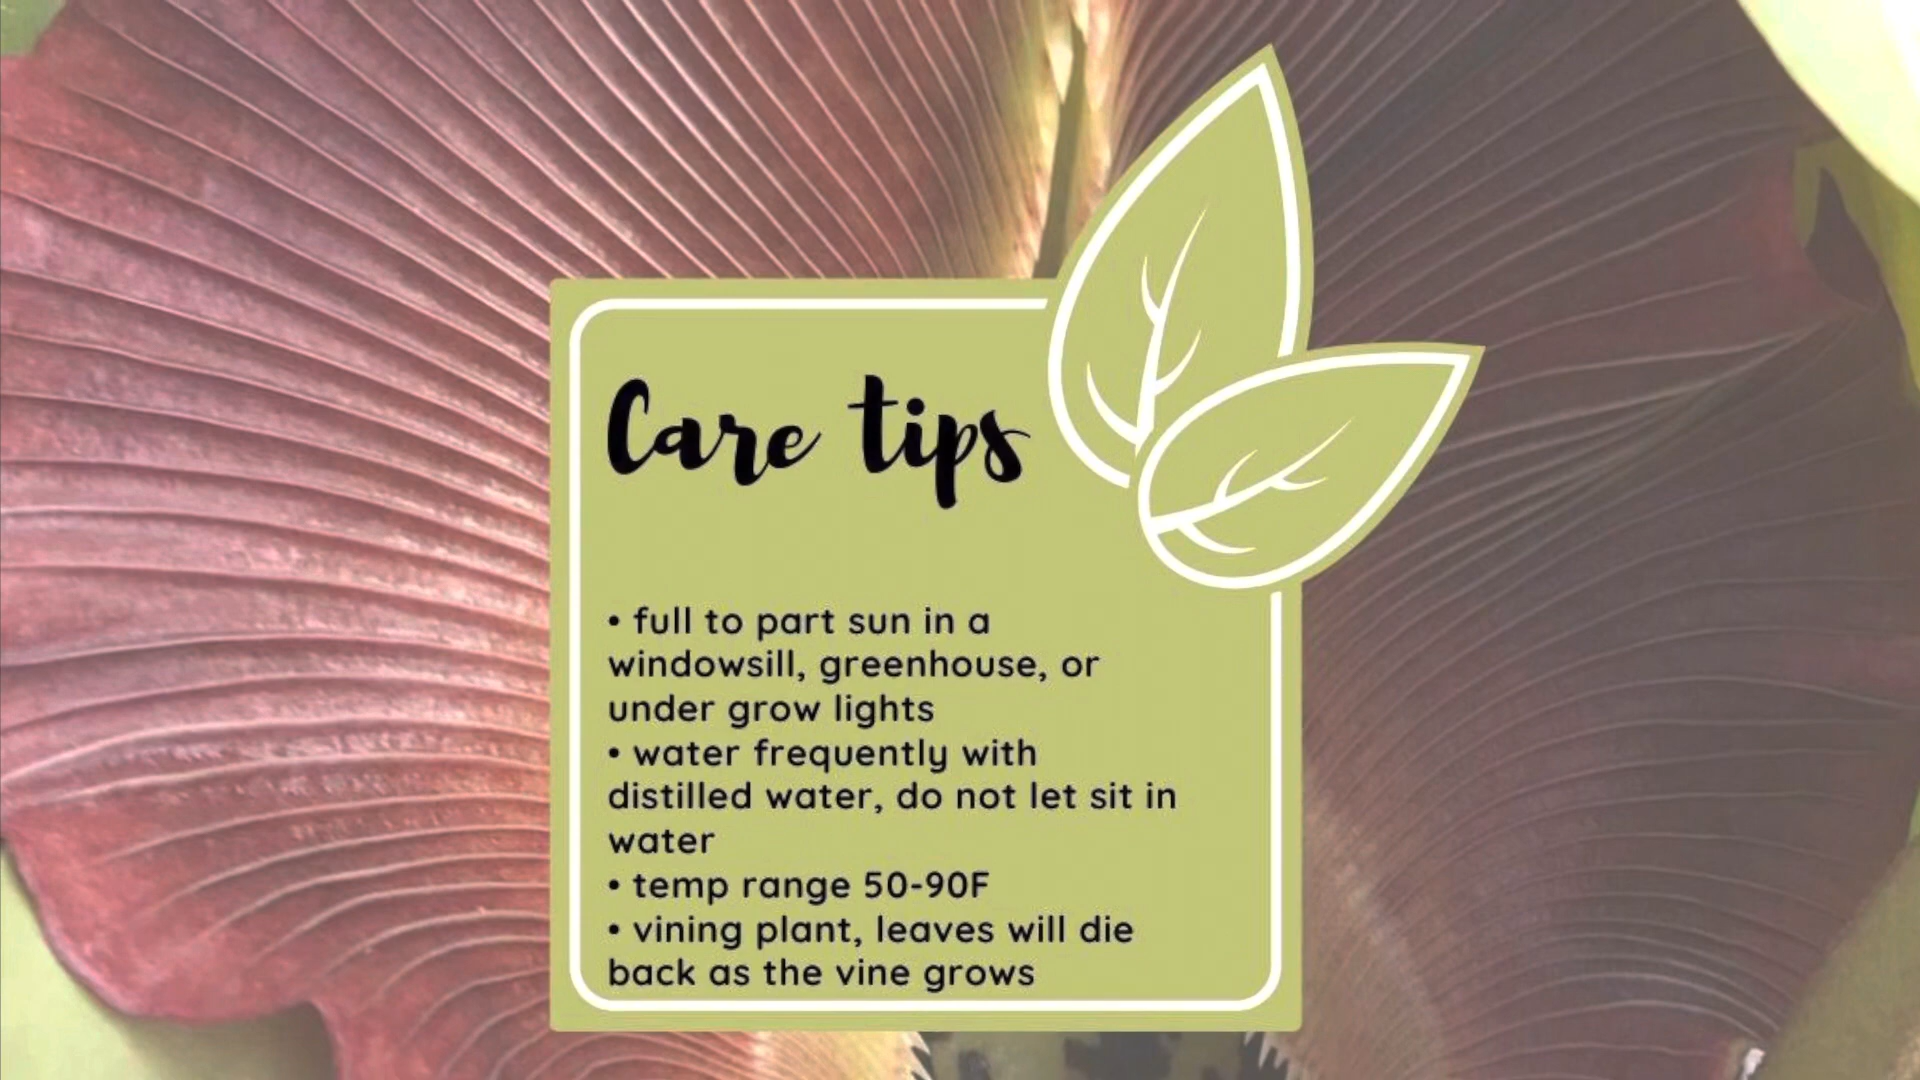 Care tips
• full to part sun in a
windowsill, greenhouse, or
under grow lights
• water frequently with
distilled water, do not let sit in
water
• temp range 50-90F
• vining plant, leaves will die
back as the vine grows